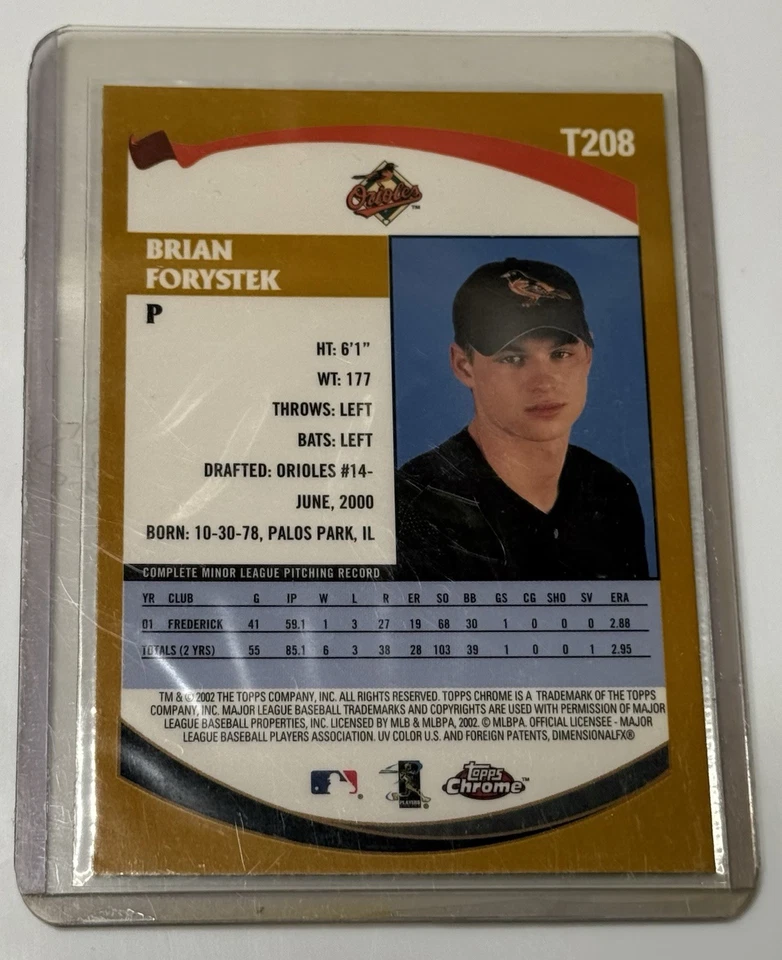 T208
Orioles ™
BRIAN
FORYSTEK
P
HT: 6'1"
WT: 177
THROWS: LEFT
BATS: LEFT
DRAFTED: ORIOLES #14-
JUNE, 2000
BORN: 10-30-78, PALOS PARK, IL
COMPLETE MINOR LEAGUE PITCHING RECORD
YR CLUB G IP W L R ER SO BB GS CG SHO SV ERA
01 FREDERICK 41 59.1 1 3 27 19 68 30 1 0 0 0 2.88
TOTALS (2 YRS) 55 85.1 6 3 38 28 103 39 1 0 0 1 2.95
TM & © 2002 THE TOPPS COMPANY, INC. ALL RIGHTS RESERVED. TOPPS CHROME IS A TRADEMARK OF THE TOPPS
COMPANY, INC. MAJOR LEAGUE BASEBALL TRADEMARKS AND COPYRIGHTS ARE USED WITH PERMISSION OF MAJOR
LEAGUE BASEBALL PROPERTIES, INC. LICENSED BY MLB & MLBPA, 2002. © MLBPA. OFFICIAL LICENSEE - MAJOR
LEAGUE BASEBALL PLAYERS ASSOCIATION. UV COLOR U.S. AND FOREIGN PATENTS, DIMENSIONALFX®
® PLAYERS topps Chrome ™